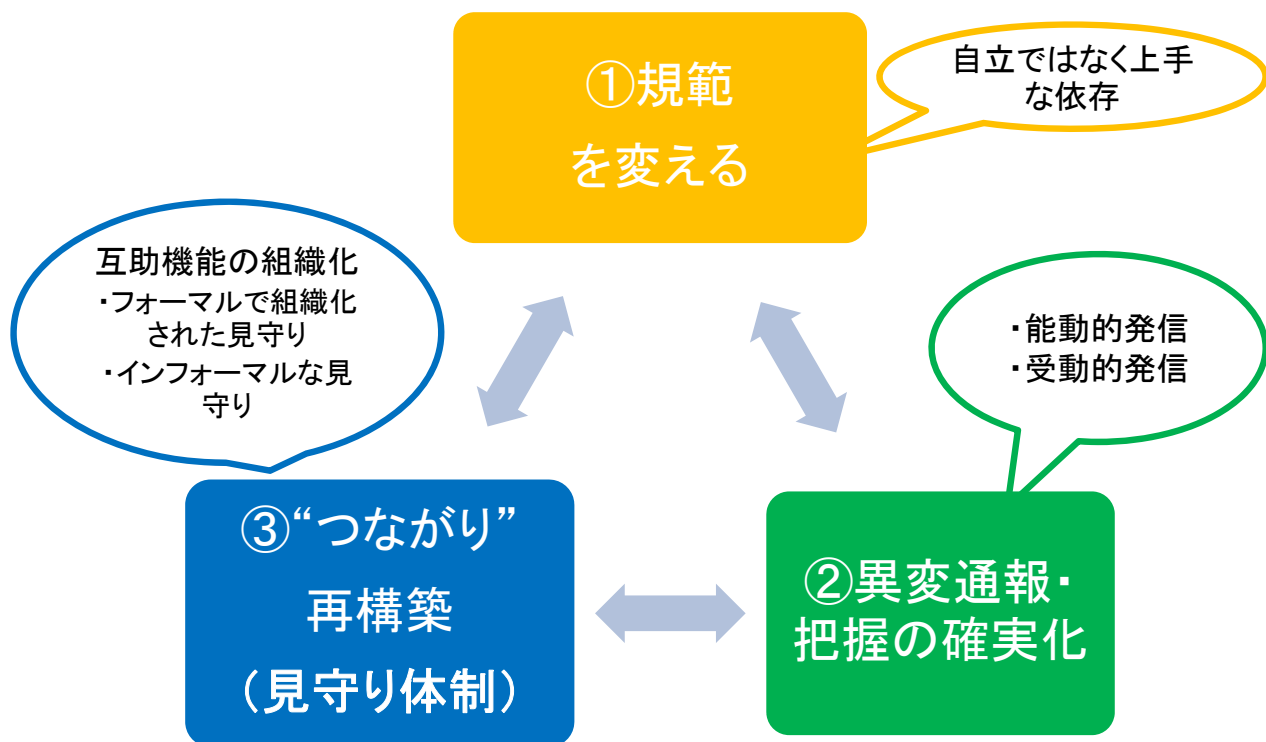 ①規範
を変える
自立ではなく上手
な依存
互助機能の組織化
・フォーマルで組織化
された見守り
・インフォーマルな見
守り
・能動的発信
・受動的発信
③“つながり”
再構築
（見守り体制）
②異変通報・
把握の確実化